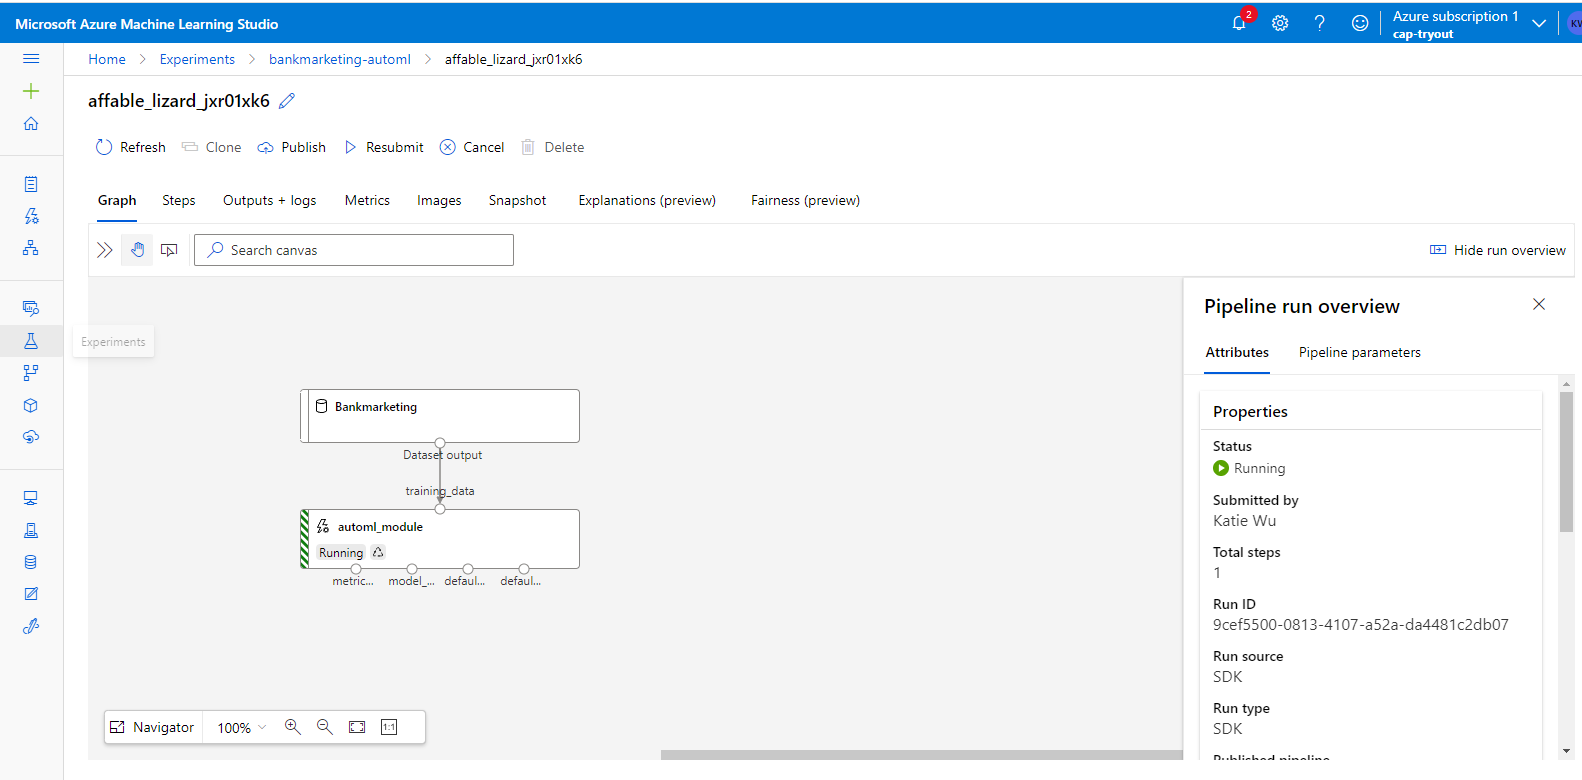 Microsoft Azure Machine Learning Studio
2
Azure subscription 1
cap-tryout
KW
Home > Experiments > bankmarketing-automl > affable_lizard_jxr01xk6
affable_lizard_jxr01xk6
Refresh Clone Publish Resubmit Cancel Delete
Graph Steps Outputs + logs Metrics Images Snapshot Explanations (preview) Fairness (preview)
Search canvas
Hide run overview
Experiments
Bankmarketing
Dataset output
training_data
automl_module
Running
metric... model_... defaul... defaul...
Navigator 100% 1:1
Pipeline run overview
Attributes Pipeline parameters
Properties
Status
Running
Submitted by
Katie Wu
Total steps
1
Run ID
9cef5500-0813-4107-a52a-da4481c2db07
Run source
SDK
Run type
SDK
Published pipeline